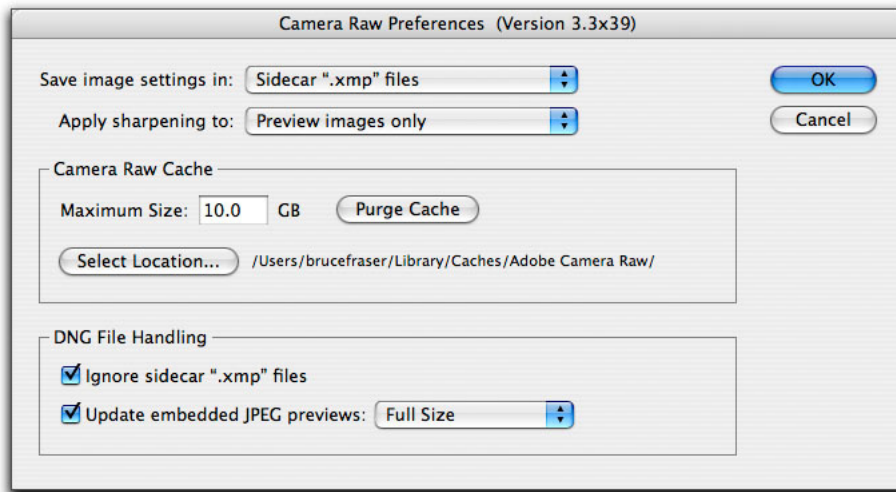 Camera Raw Preferences (Version 3.3x39)
Save image settings in: Sidecar “.xmp” files
OK
Apply sharpening to: Preview images only
Cancel
Camera Raw Cache
Maximum Size: 10.0 GB Purge Cache
Select Location... /Users/brucefraser/Library/Caches/Adobe Camera Raw/
DNG File Handling
Ignore sidecar “.xmp” files
Update embedded JPEG previews: Full Size